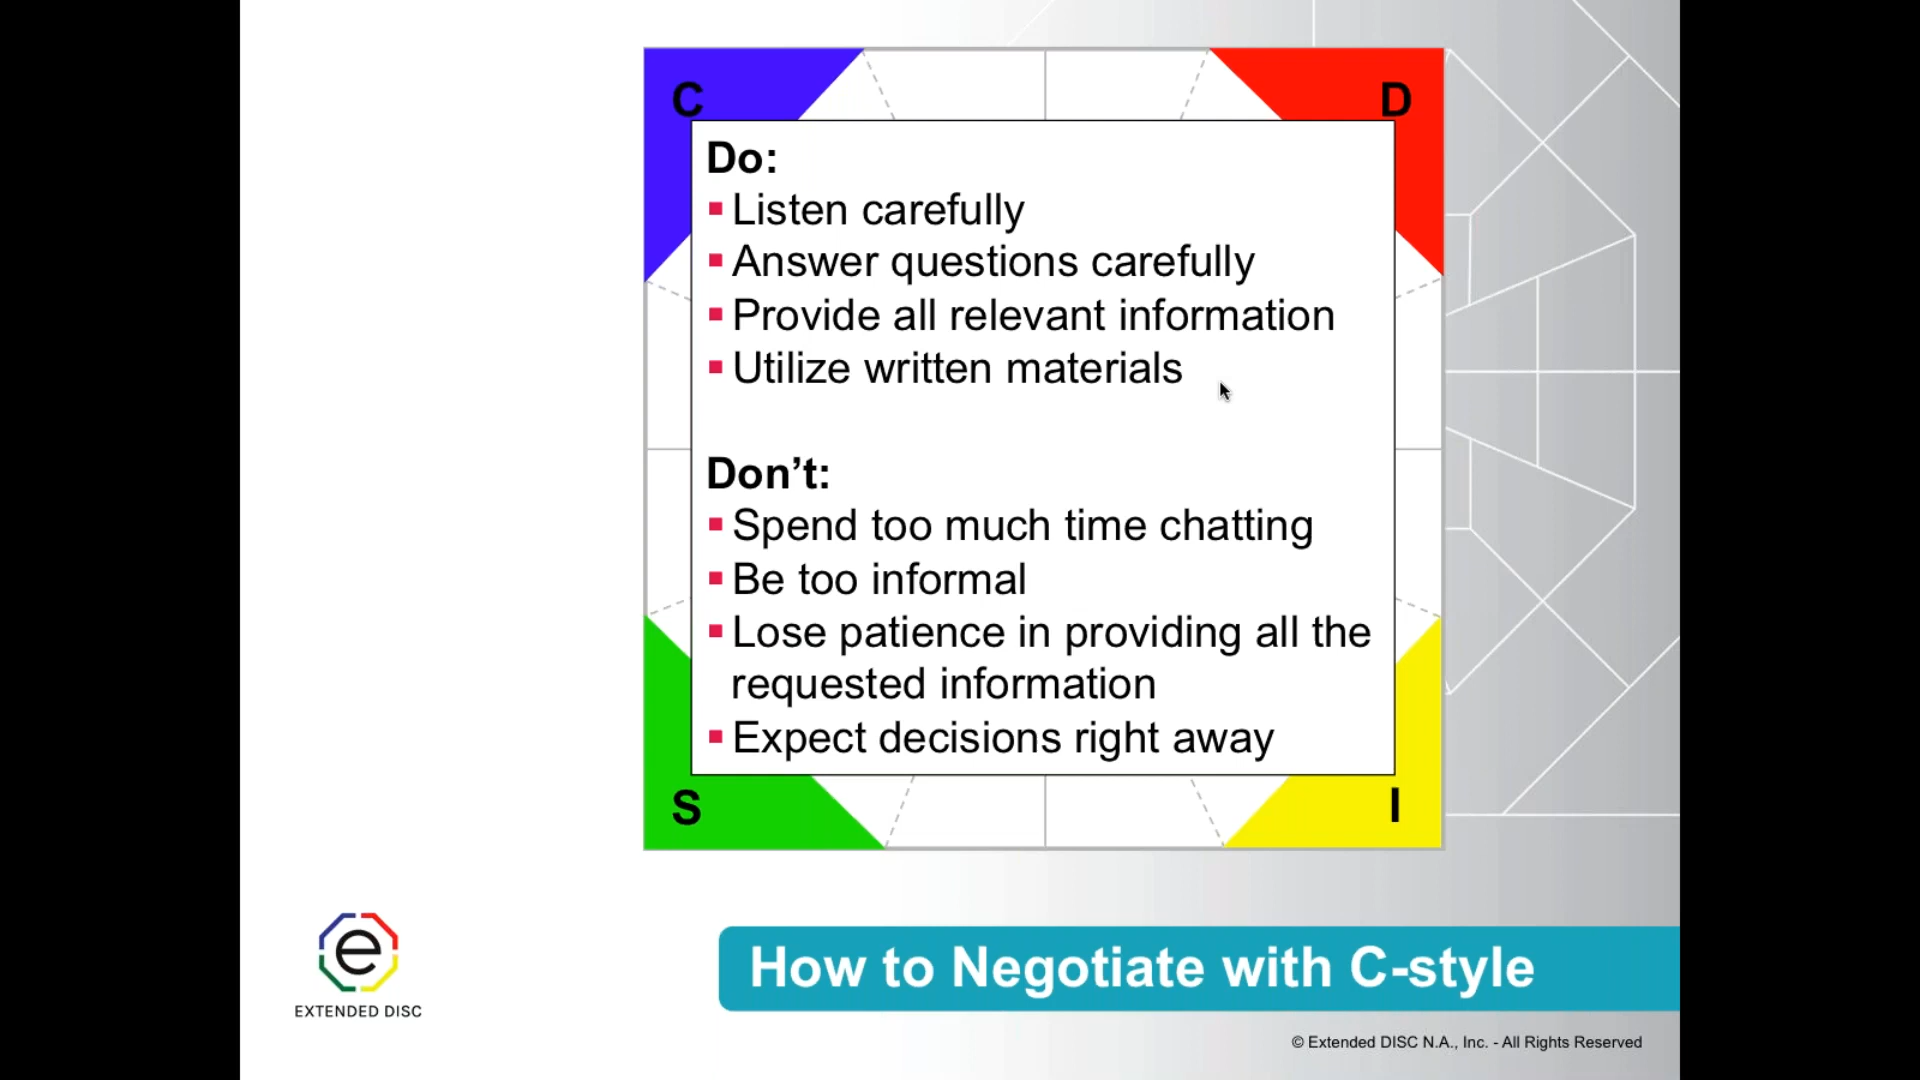 C
D
Do:
Listen carefully
Answer questions carefully
Provide all relevant information
Utilize written materials
Don’t:
Spend too much time chatting
Be too informal
Lose patience in providing all the
requested information
Expect decisions right away
S
I
e
EXTENDED DISC
How to Negotiate with C-style
© Extended DISC N.A., Inc. - All Rights Reserved